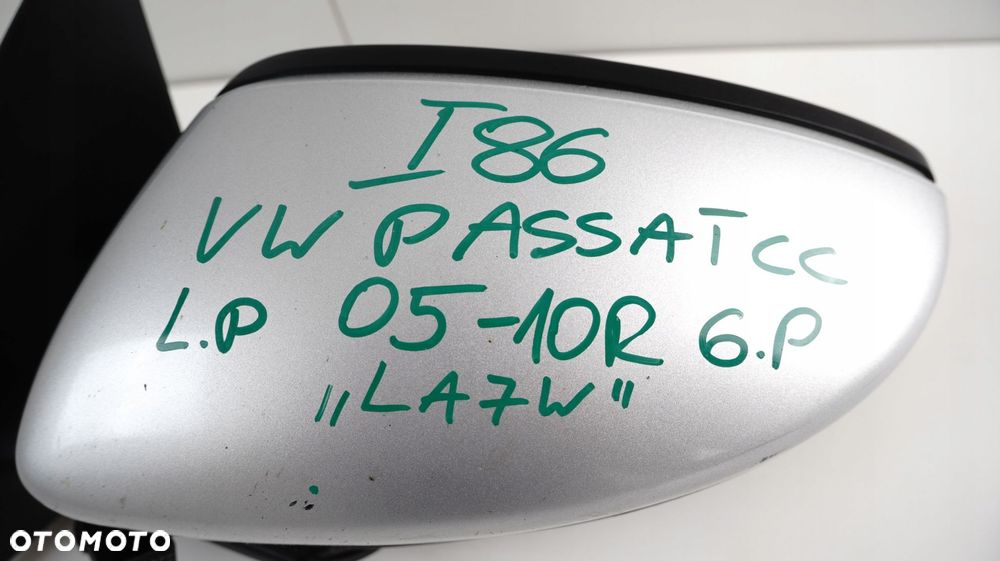 I86
VW PASSAT CC
L.P 05-10R 6.P
„LA7W"
OTOMOTO